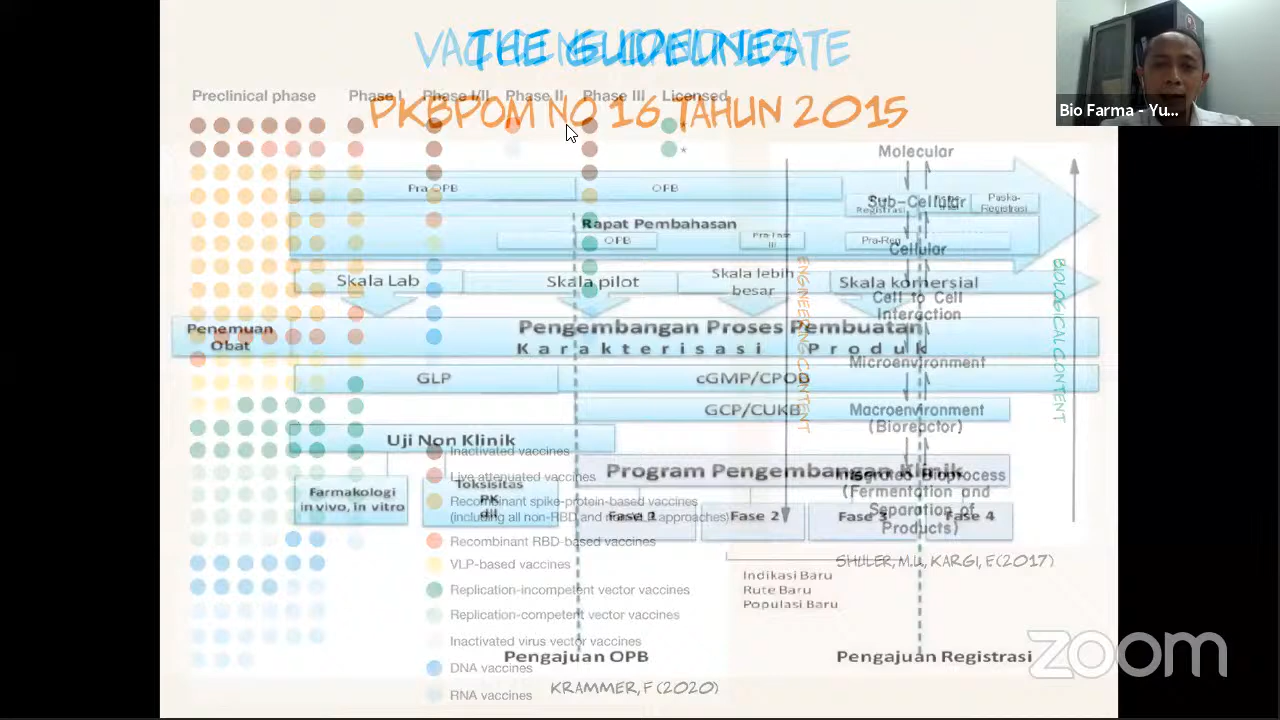 VACCINE CANDIDATE
THE GUIDELINES
PKBPOM NO 16 TAHUN 2015
Bio Farma - Yu...
Preclinical phase Phase I Phase I/II Phase II Phase III Licensed
*
Molecular
Pra OPB OPB
Sub-Cellular
Registrasi Paska-Registrasi
Rapat Pembahasan
OPB Pra-Fase III Pra-Reg
Cellular
Skala Lab Skala pilot Skala lebih besar Skala komersial
Cell to Cell
Interaction
ENGINEERING CONTENT
BIOLOGICAL CONTENT
Penemuan
Obat
Pengembangan Proses Pembuatan
Karakterisasi Produk
Microenvironment
GLP cGMP/CPOB
GCP/CUKB
Macroenvironment
(Bioreactor)
Uji Non Klinik
Program Pengembangan Klinik
Integrated Bioprocess
(Fermentation and
Separation of
Products)
Farmakologi
in vivo, in vitro
Toksisitas
PK
dll
Fase 1 Fase 2 Fase 3 Fase 4
Inactivated vaccines
Live attenuated vaccines
Recombinant spike-protein-based vaccines
(including all non-RBD and approaches)
Recombinant RBD-based vaccines
VLP-based vaccines
Replication-incompetent vector vaccines
Replication-competent vector vaccines
Inactivated virus vector vaccines
DNA vaccines
RNA vaccines
SHULER, M.U, KARGI, F (2017)
Indikasi Baru
Rute Baru
Populasi Baru
Pengajuan OPB Pengajuan Registrasi
KRAMMER, F (2020)
zoom